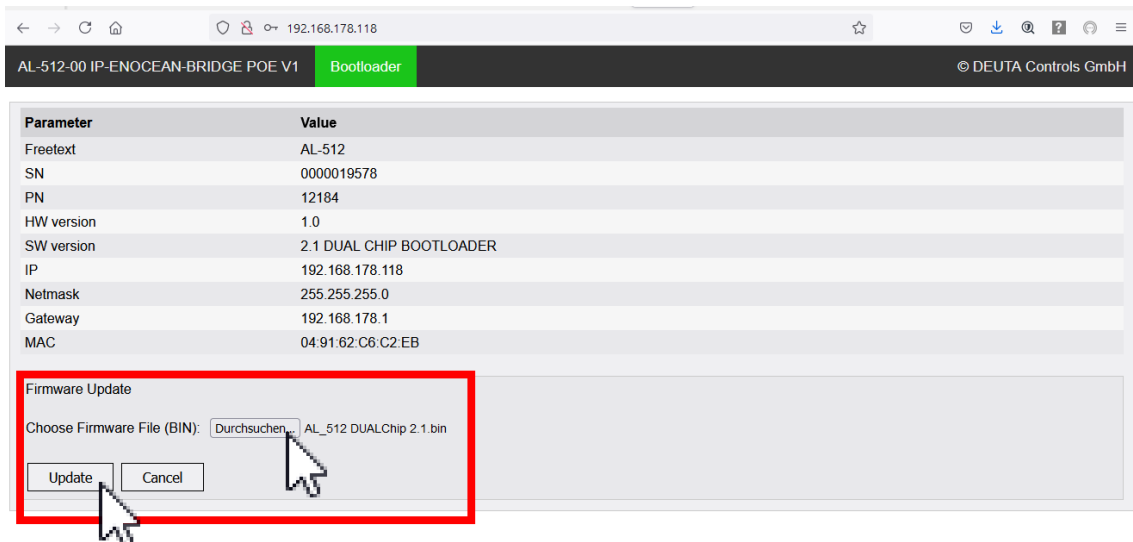 192.168.178.118
AL-512-00 IP-ENOCEAN-BRIDGE POE V1 Bootloader © DEUTA Controls GmbH
Parameter Value
Freetext AL-512
SN 0000019578
PN 12184
HW version 1.0
SW version 2.1 DUAL CHIP BOOTLOADER
IP 192.168.178.118
Netmask 255.255.255.0
Gateway 192.168.178.1
MAC 04:91:62:C6:C2:EB
Firmware Update
Choose Firmware File (BIN): Durchsuchen... AL_512 DUALChip 2.1.bin
Update Cancel